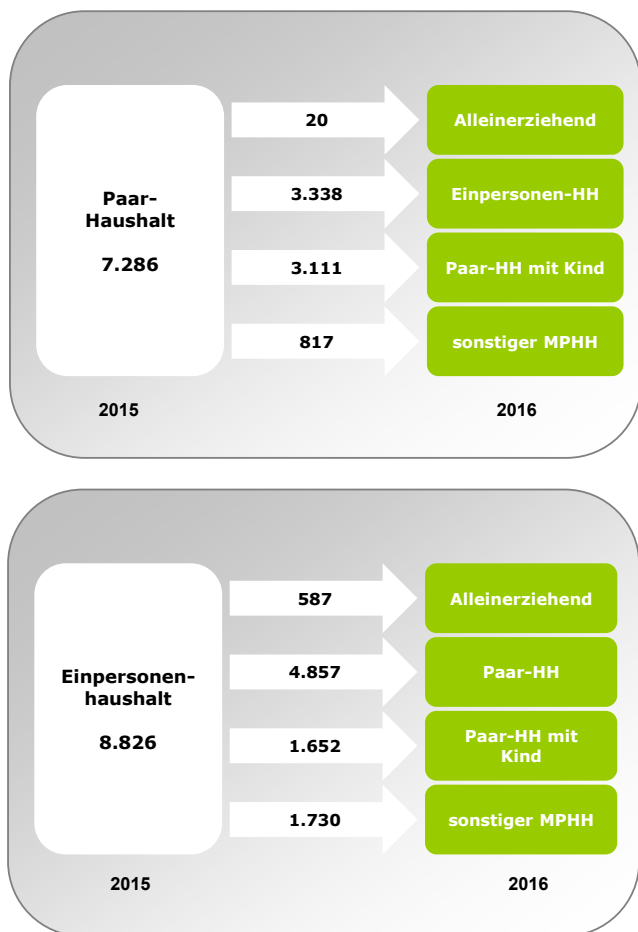 20
Alleinerziehend
Paar-
Haushalt
7.286
3.338
Einpersonen-HH
3.111
Paar-HH mit Kind
817
sonstiger MPHH
2015
2016
587
Alleinerziehend
Einpersonen-
haushalt
8.826
4.857
Paar-HH
1.652
Paar-HH mit
Kind
1.730
sonstiger MPHH
2015
2016